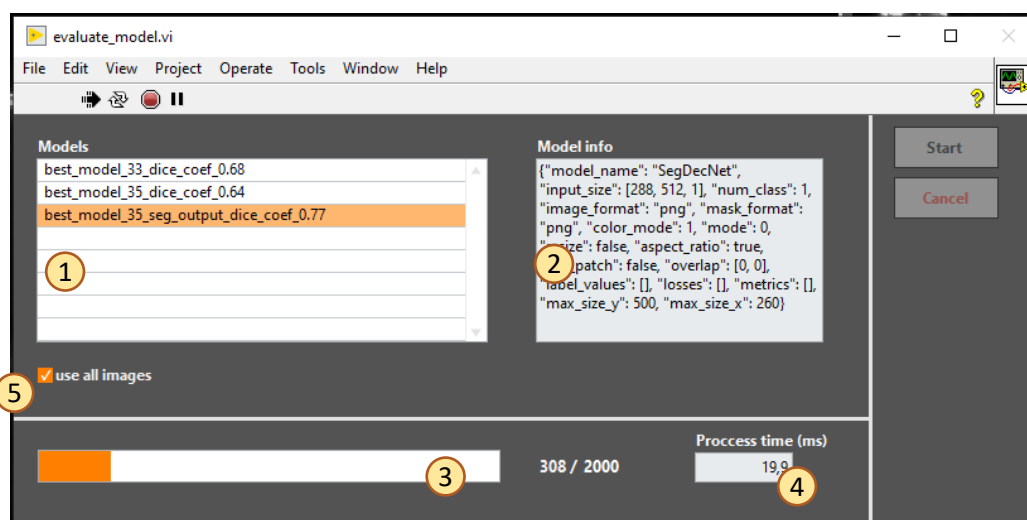 evaluate_model.vi
File Edit View Project Operate Tools Window Help
Models
best_model_33_dice_coef_0.68
best_model_35_dice_coef_0.64
best_model_35_seg_output_dice_coef_0.77
1
Model info
{"model_name": "SegDecNet",
"input_size": [288, 512, 1], "num_class": 1,
"image_format": "png", "mask_format":
"png", "color_mode": 1, "mode": 0,
size": false, "aspect_ratio": true,
patch": false, "overlap": [0, 0],
"label_values": [], "losses": [], "metrics": [],
"max_size_y": 500, "max_size_x": 260}
2
Start
Cancel
use all images
5
3
308 / 2000
Proccess time (ms)
19,9
4